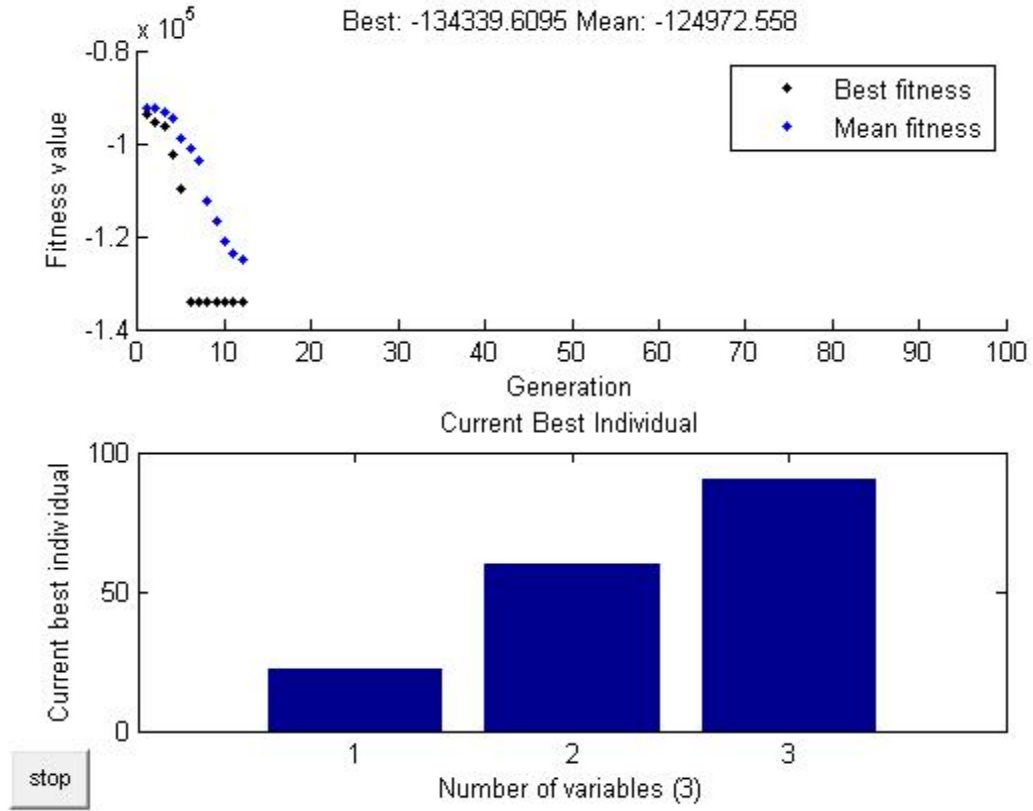 Best: -134339.6095 Mean: -124972.558
x 10^5
-0.8
-1
-1.2
-1.4
Fitness value
Best fitness
Mean fitness
0 10 20 30 40 50 60 70 80 90 100
Generation
Current Best Individual
100
50
0
Current best individual
1 2 3
Number of variables (3)
stop